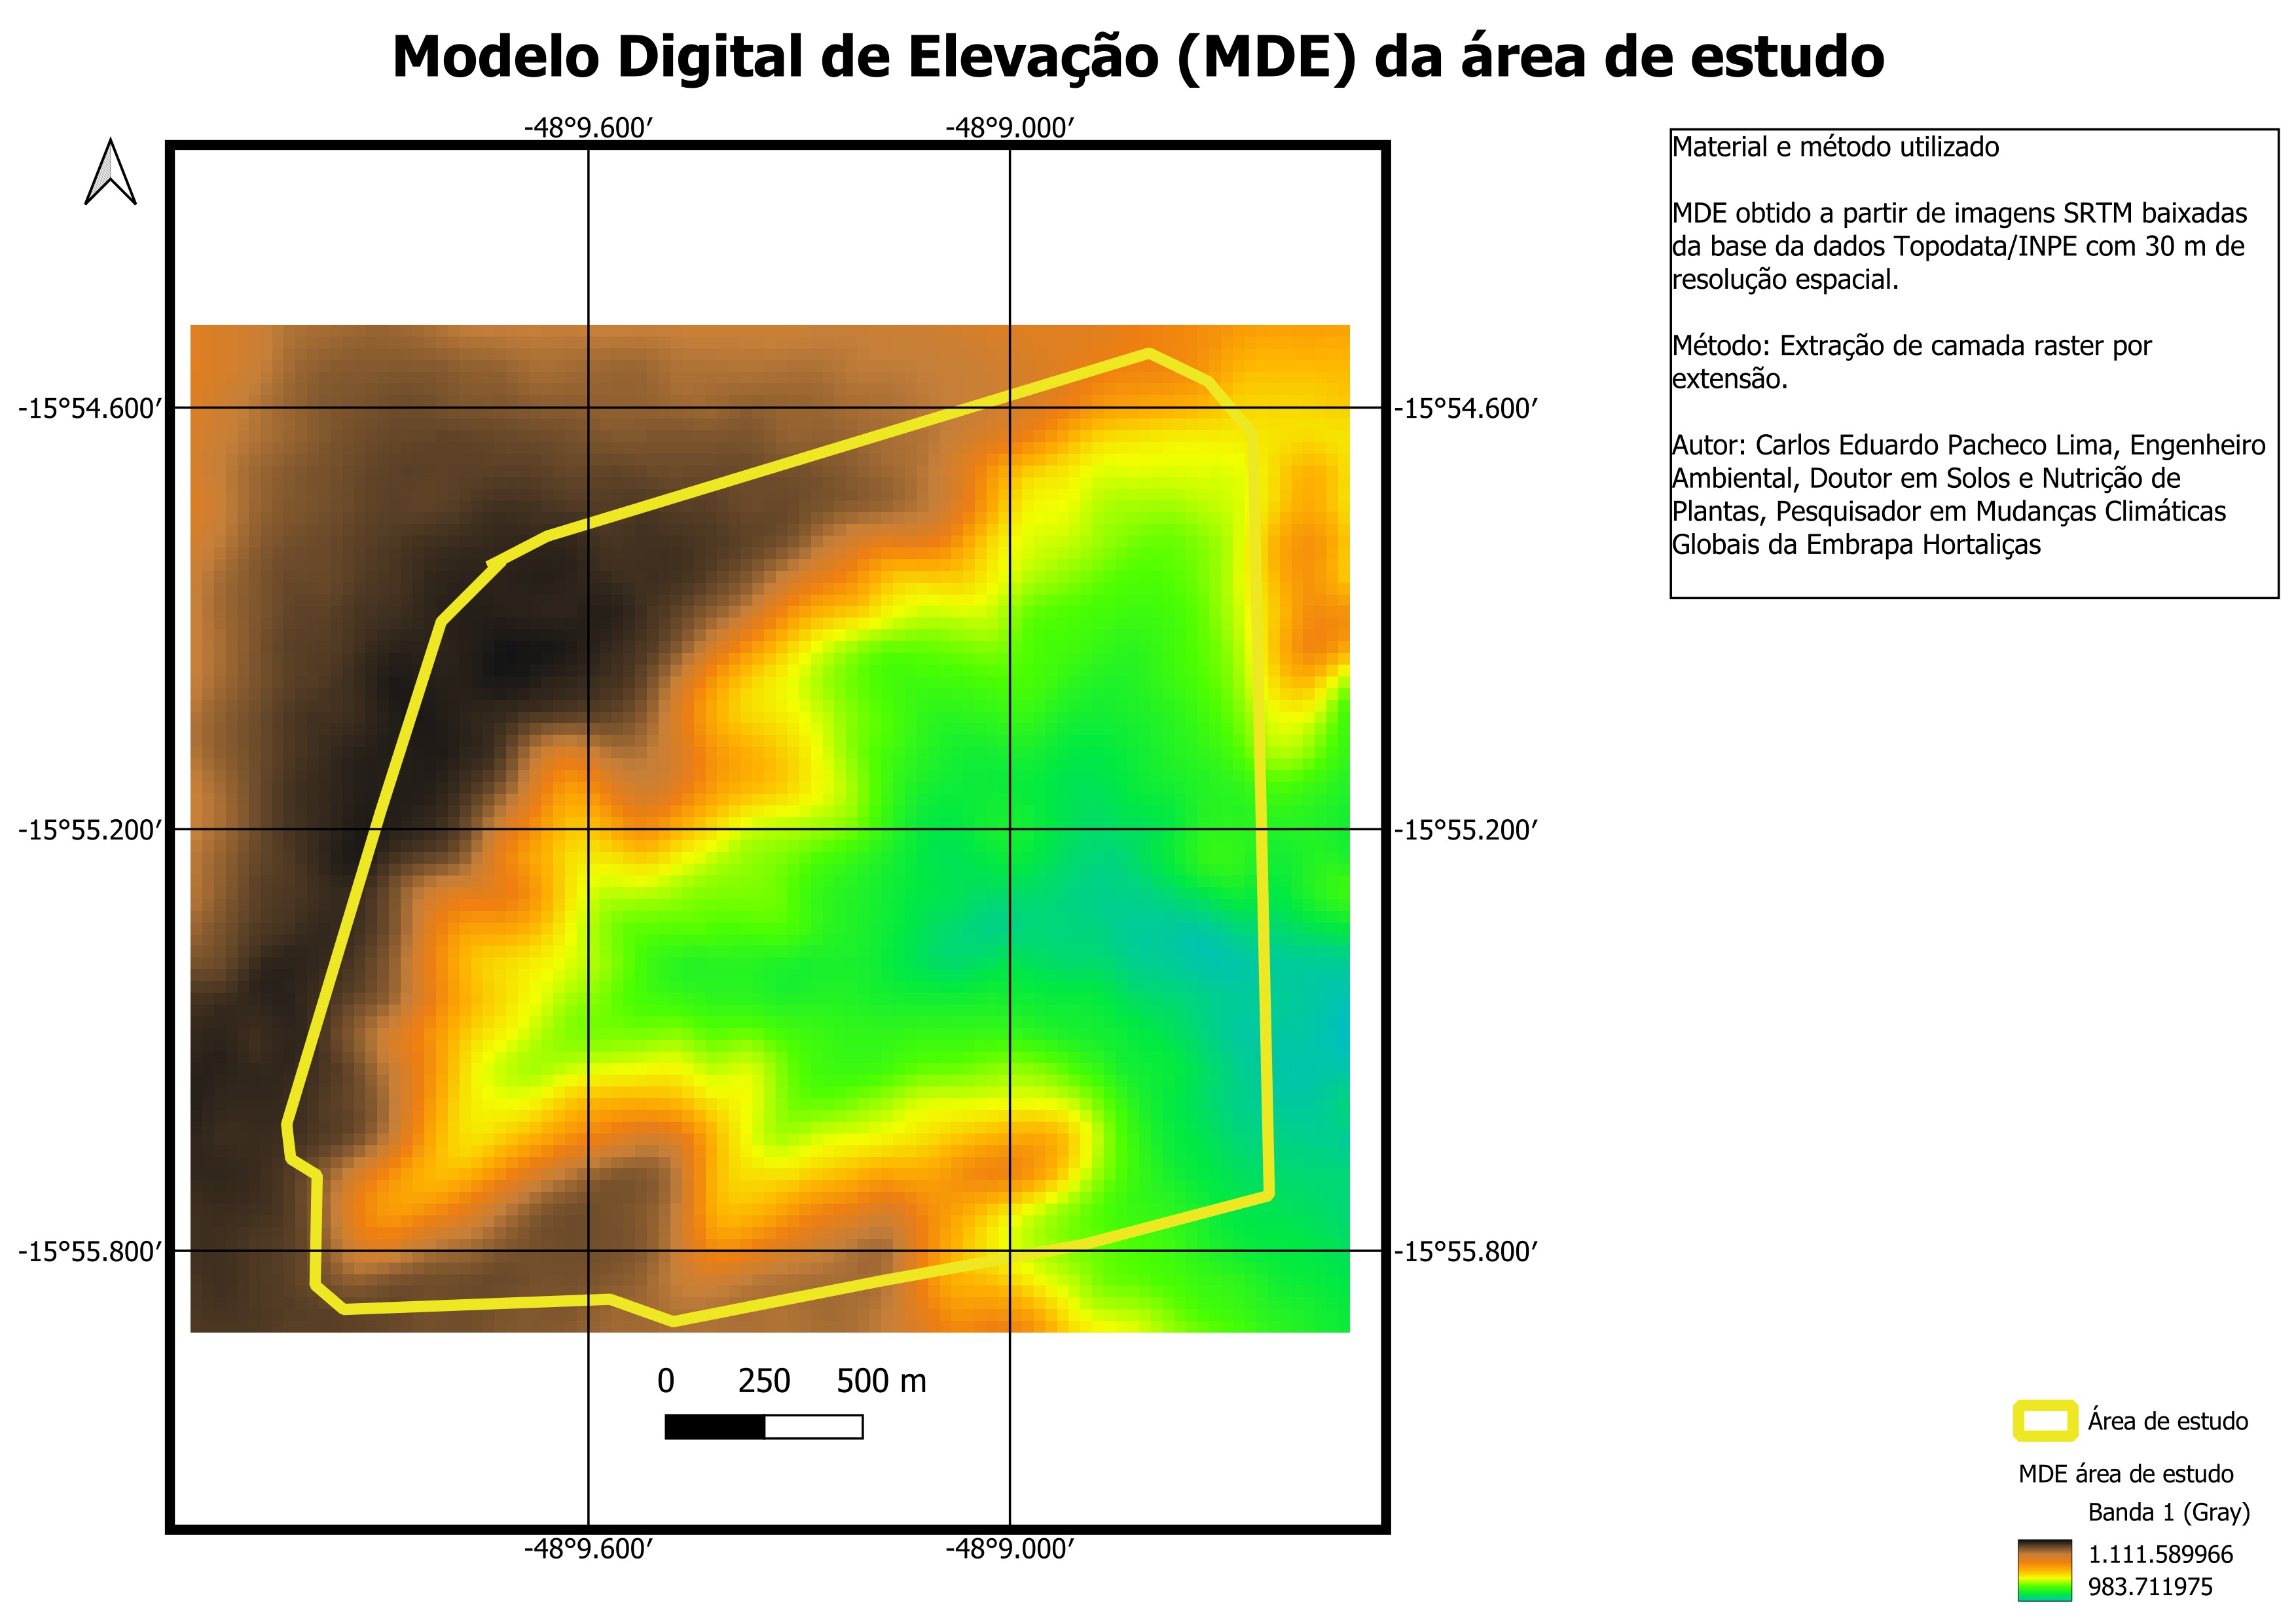 Modelo Digital de Elevação (MDE) da área de estudo
-48°9.600′
-48°9.000′
Material e método utilizado
MDE obtido a partir de imagens SRTM baixadas
da base da dados Topodata/INPE com 30 m de
resolução espacial.
Método: Extração de camada raster por
extensão.
Autor: Carlos Eduardo Pacheco Lima, Engenheiro
Ambiental, Doutor em Solos e Nutrição de
Plantas, Pesquisador em Mudanças Climáticas
Globais da Embrapa Hortaliças
-15°54.600′
-15°54.600′
-15°55.200′
-15°55.200′
-15°55.800′
-15°55.800′
0 250 500 m
-48°9.600′
-48°9.000′
Área de estudo
MDE área de estudo
Banda 1 (Gray)
1.111.589966
983.711975